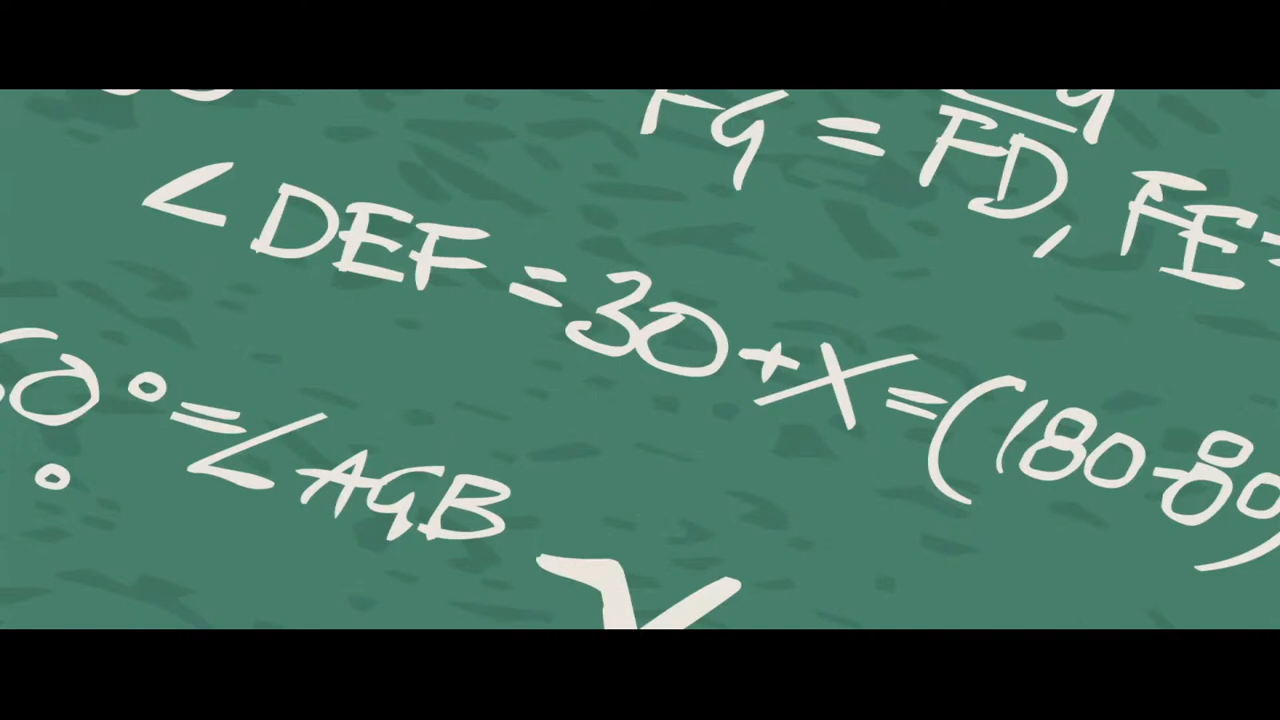 FG = FD, FE =
∠ DEF = 30 + X = (180-80)
0° = ∠ AGB